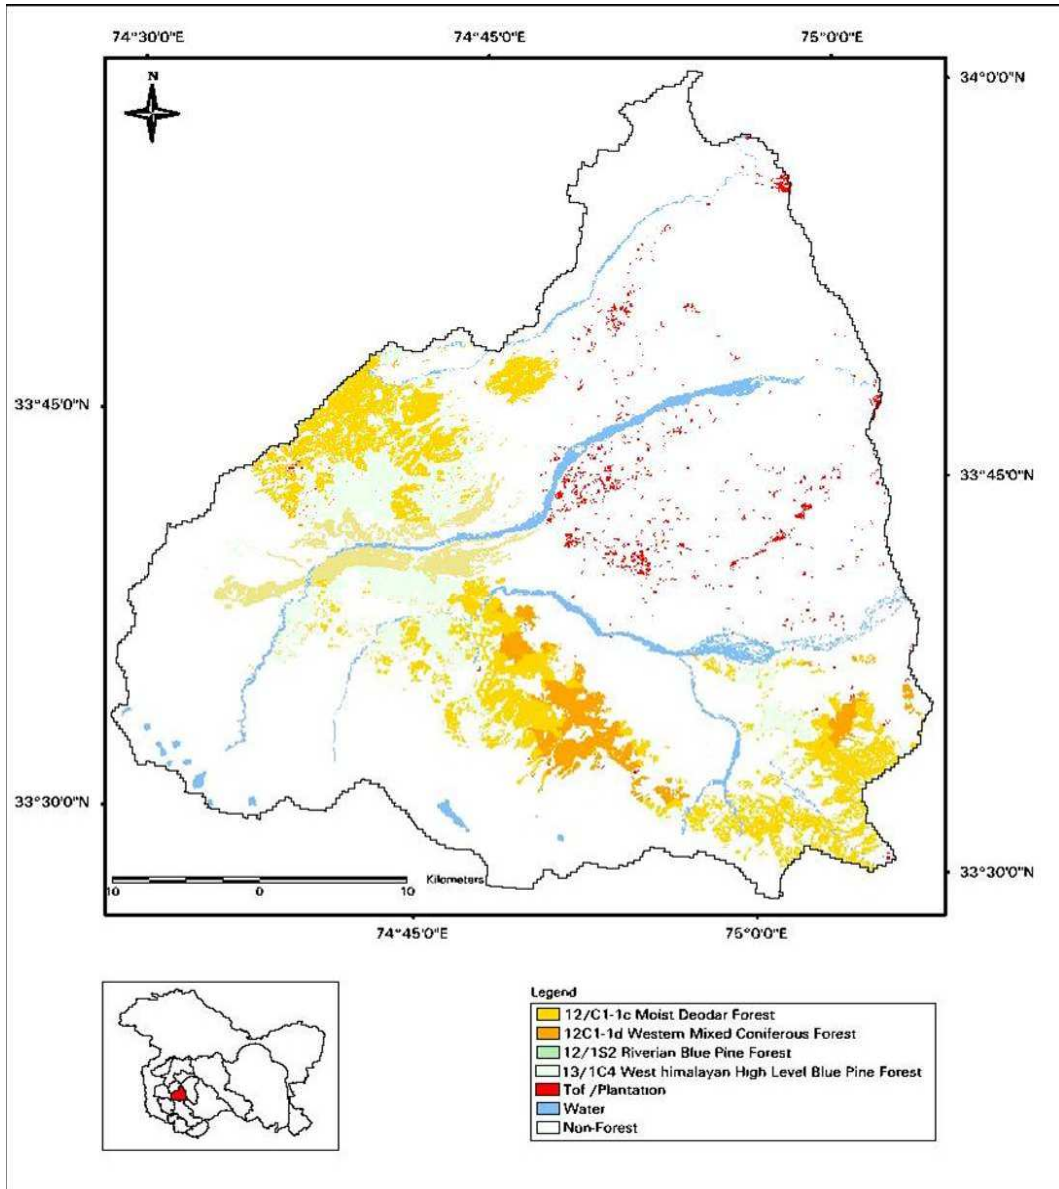 74°30'0"E 74°45'0"E 75°0'0"E
34°0'0"N
N
33°45'0"N
33°45'0"N
33°30'0"N
33°30'0"N
10 0 10 Kilometers
74°45'0"E 75°0'0"E
Legend
12/C1-1c Moist Deodar Forest
12C1-1d Western Mixed Coniferous Forest
12/1S2 Riverian Blue Pine Forest
13/1C4 West himalayan High Level Blue Pine Forest
Tof /Plantation
Water
Non-Forest